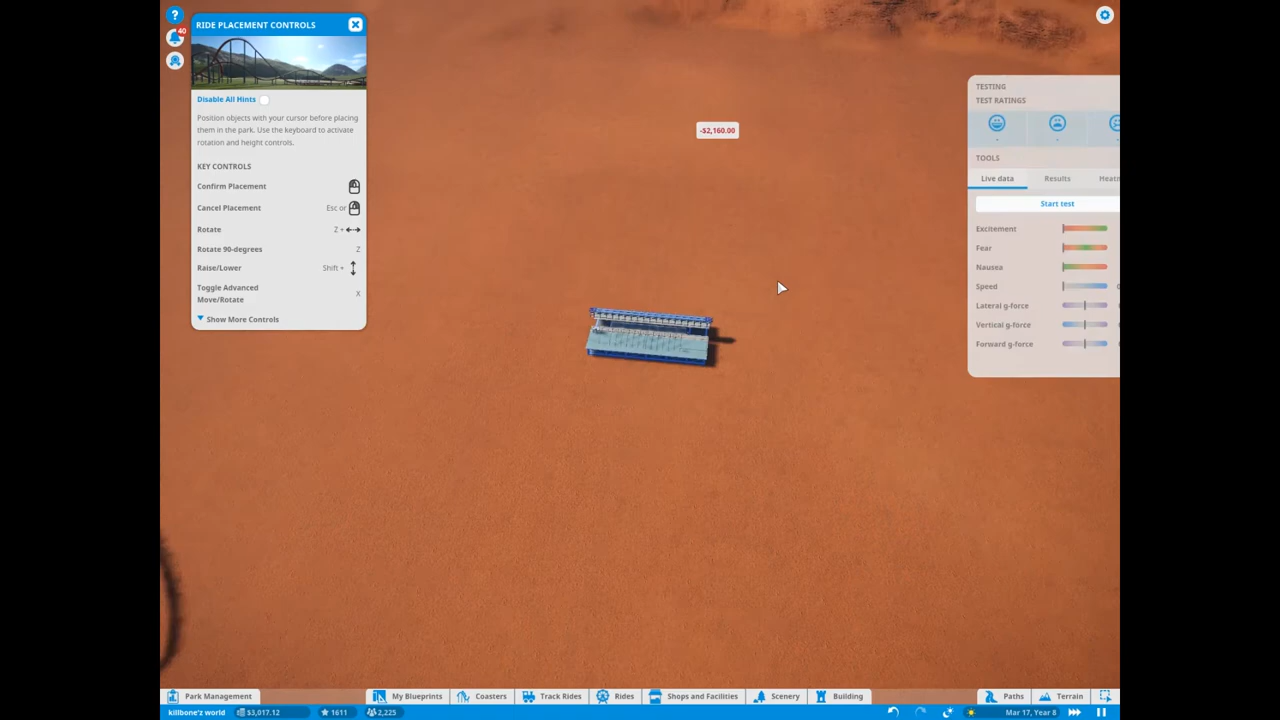 ?
RIDE PLACEMENT CONTROLS
40
Disable All Hints
Position objects with your cursor before placing
them in the park. Use the keyboard to activate
rotation and height controls.
KEY CONTROLS
Confirm Placement
Cancel Placement Esc or
Rotate Z +
Rotate 90-degrees Z
Raise/Lower Shift +
Toggle Advanced
Move/Rotate X
Show More Controls
-$2,160.00
TESTING
TEST RATINGS
- -
TOOLS
Live data Results
Start test
Excitement
Fear
Nausea
Speed
Lateral g-force
Vertical g-force
Forward g-force
Park Management My Blueprints Coasters Track Rides Rides Shops and Facilities Scenery Building Paths Terrain
killbone'z world $3,017.12 1611 2,225 Mar 17, Year 8